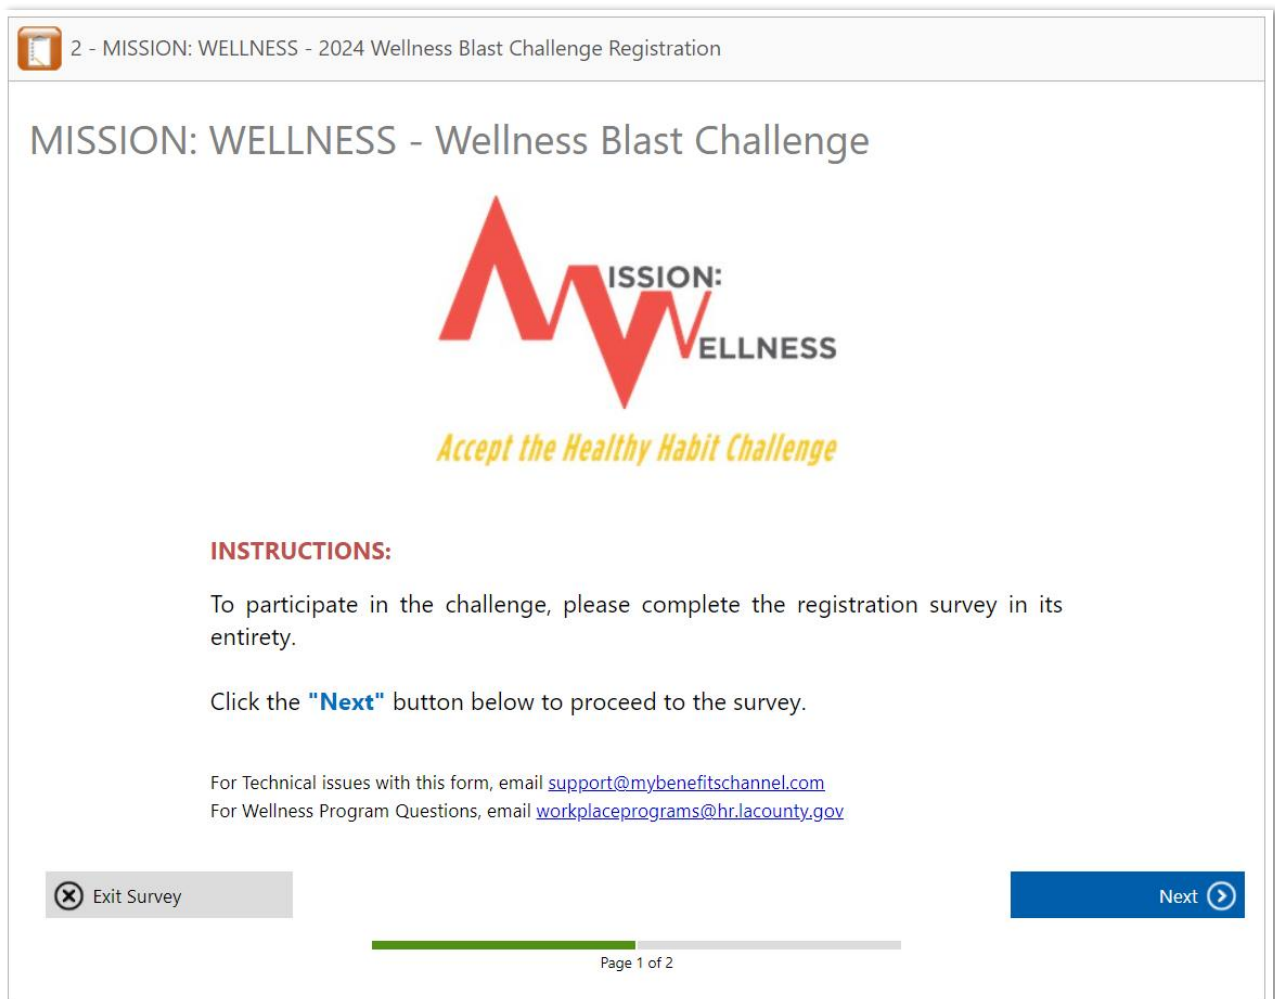 2 - MISSION: WELLNESS - 2024 Wellness Blast Challenge Registration
MISSION: WELLNESS - Wellness Blast Challenge
MISSION:
WELLNESS
Accept the Healthy Habit Challenge
INSTRUCTIONS:
To participate in the challenge, please complete the registration survey in its
entirety.
Click the "Next" button below to proceed to the survey.
For Technical issues with this form, email support@mybenefitschannel.com
For Wellness Program Questions, email workplaceprograms@hr.lacounty.gov
Exit Survey
Next
Page 1 of 2